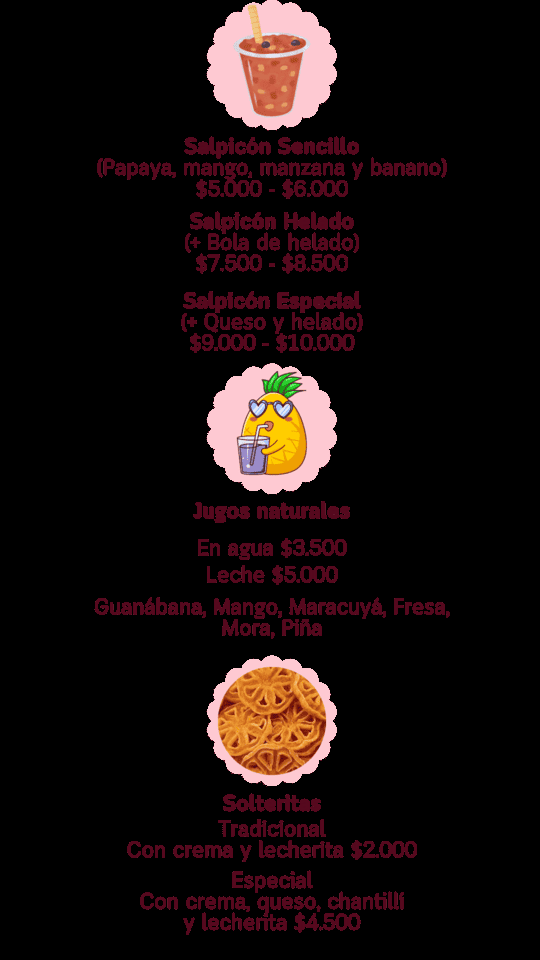 Salpicón Sencillo
(Papaya, mango, manzana y banano)
$5.000 - $6.000
Salpicón Helado
(+ Bola de helado)
$7.500 - $8.500
Salpicón Especial
(+ Queso y helado)
$9.000 - $10.000
Jugos naturales
En agua $3.500
Leche $5.000
Guanábana, Mango, Maracuyá, Fresa,
Mora, Piña
Solteritas
Tradicional
Con crema y lecherita $2.000
Especial
Con crema, queso, chantilli
y lecherita $4.500